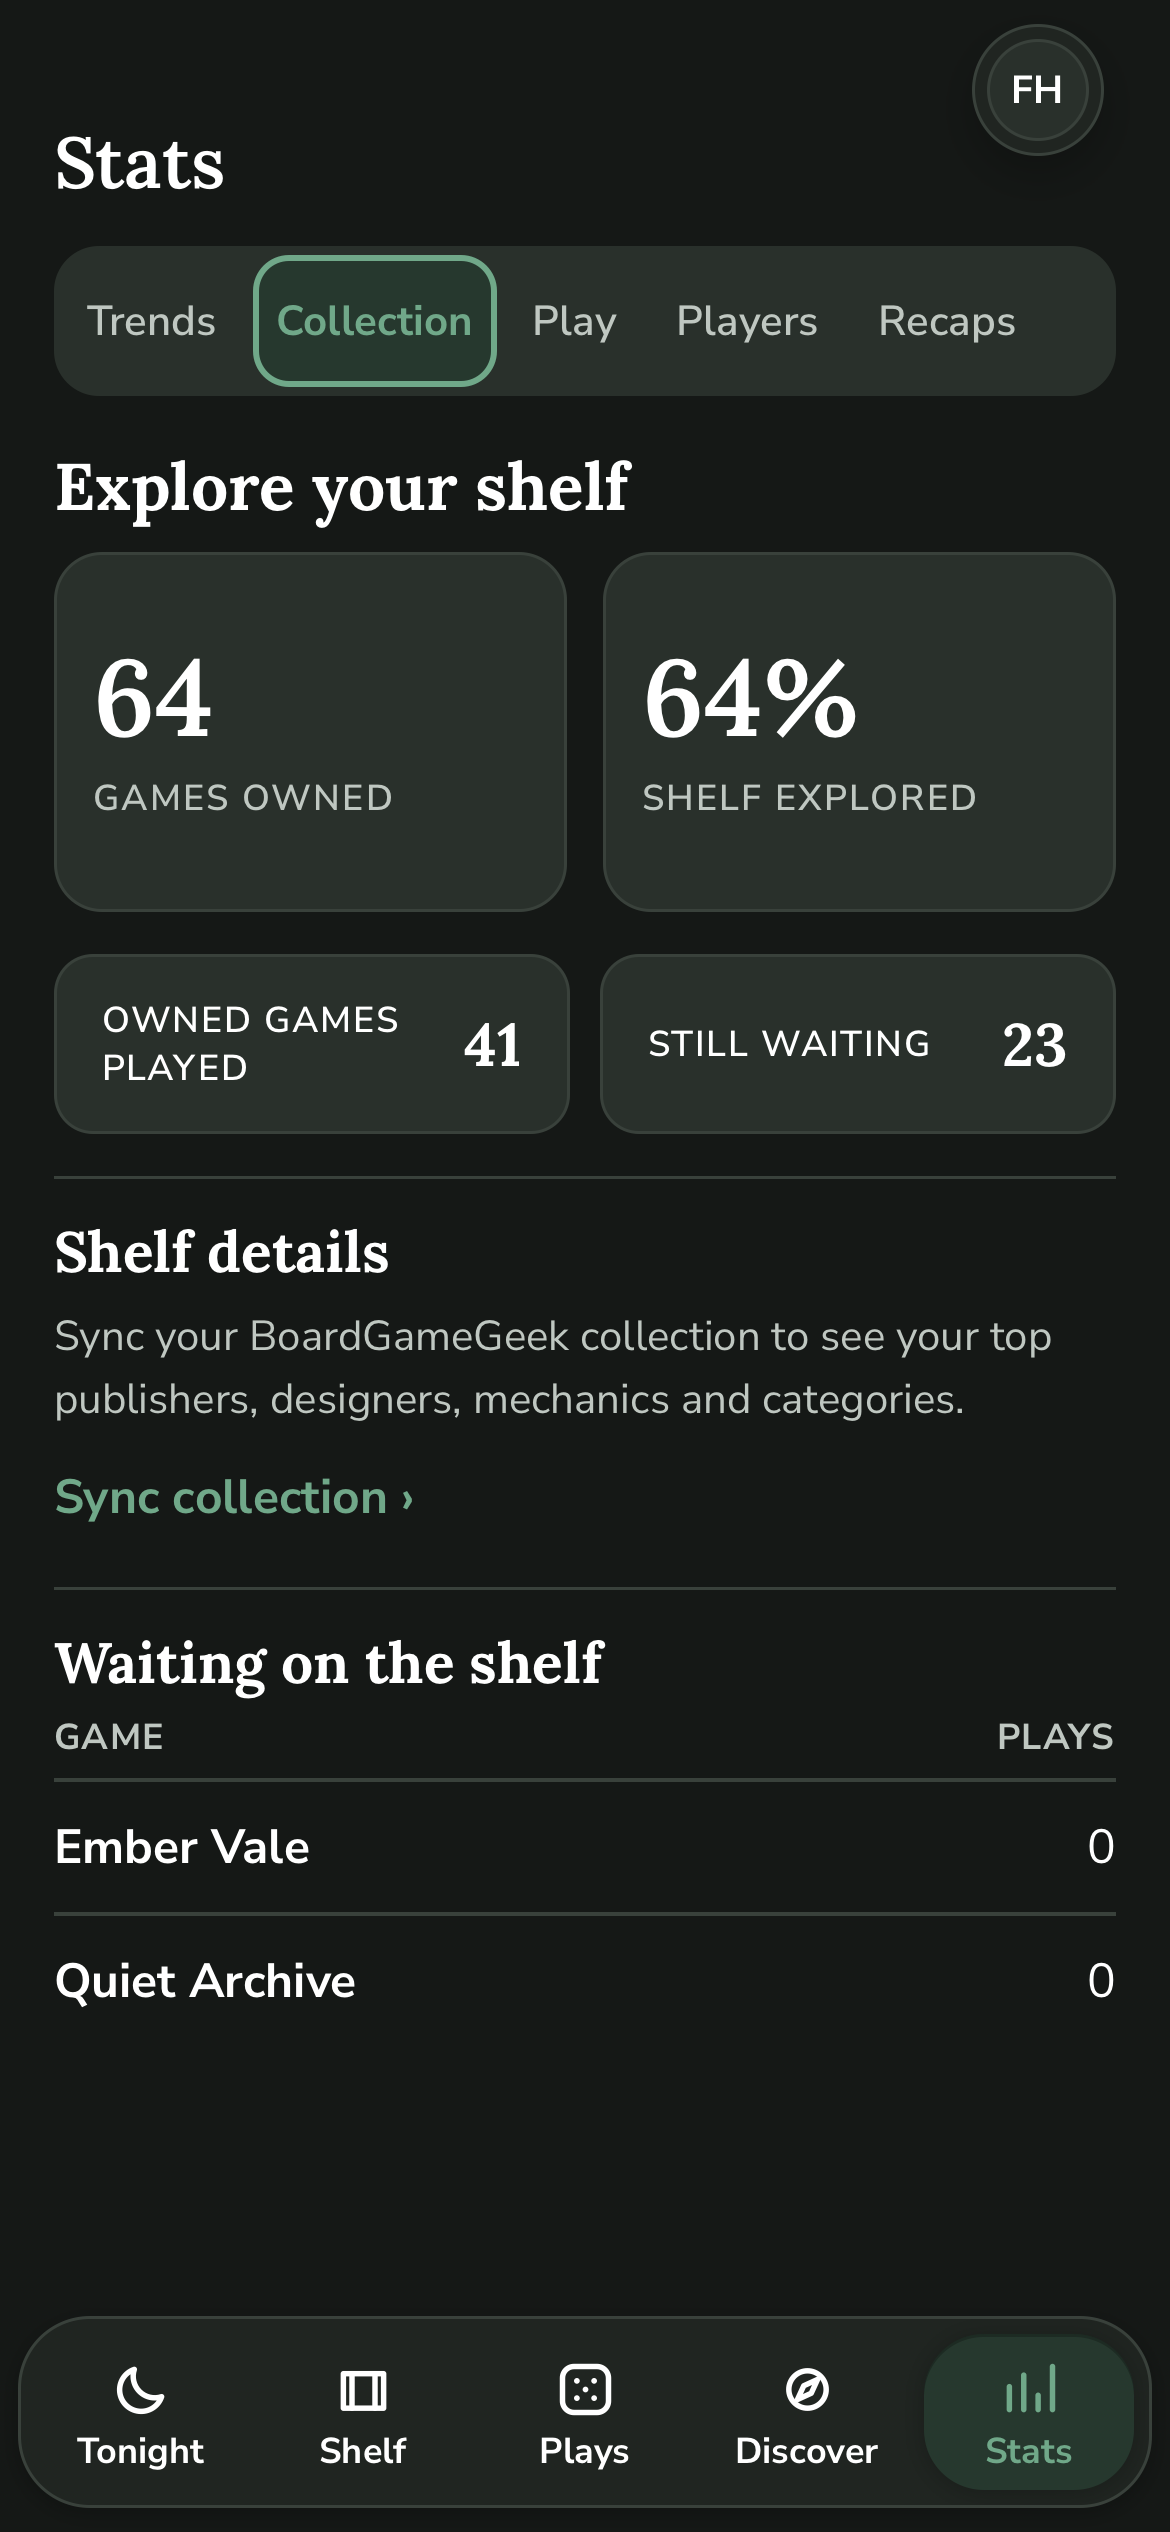 FH
Stats
Trends Collection Play Players Recaps
Explore your shelf
64
GAMES OWNED
64%
SHELF EXPLORED
OWNED GAMES
PLAYED
41
STILL WAITING
23
Shelf details
Sync your BoardGameGeek collection to see your top
publishers, designers, mechanics and categories.
Sync collection ›
Waiting on the shelf
GAME PLAYS
Ember Vale 0
Quiet Archive 0
Tonight Shelf Plays Discover Stats